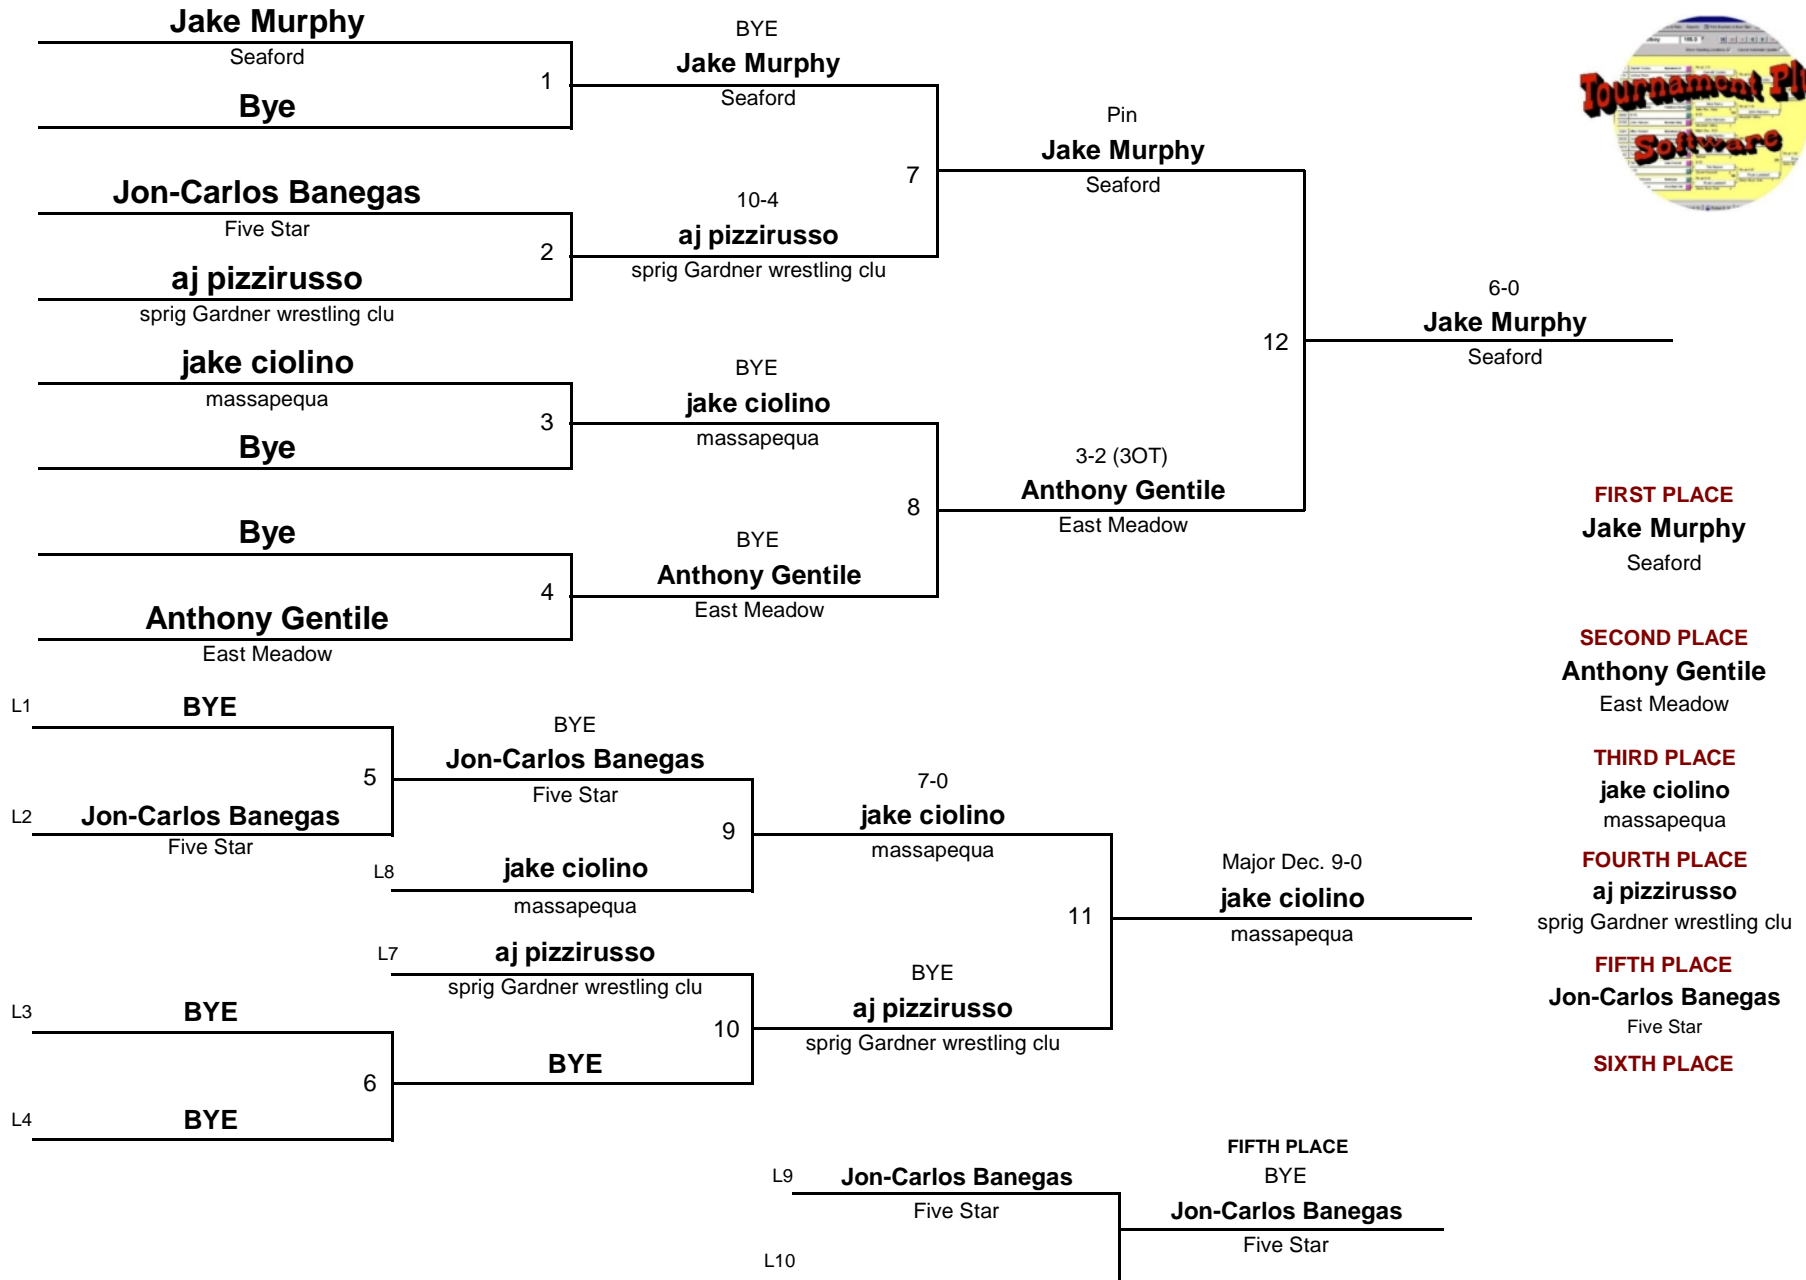 Jake Murphy
Seaford
1
Bye
BYE
Jake Murphy
Seaford
Jon-Carlos Banegas
Five Star
2
aj pizzirusso
sprig Gardner wrestling clu
10-4
aj pizzirusso
sprig Gardner wrestling clu
7
Pin
Jake Murphy
Seaford
jake ciolino
massapequa
3
Bye
BYE
jake ciolino
massapequa
Bye
4
Anthony Gentile
East Meadow
BYE
Anthony Gentile
East Meadow
8
3-2 (3OT)
Anthony Gentile
East Meadow
12
6-0
Jake Murphy
Seaford
Tournament Pl
Software
FIRST PLACE
Jake Murphy
Seaford
SECOND PLACE
Anthony Gentile
East Meadow
THIRD PLACE
jake ciolino
massapequa
FOURTH PLACE
aj pizzirusso
sprig Gardner wrestling clu
FIFTH PLACE
Jon-Carlos Banegas
Five Star
SIXTH PLACE
L1
BYE
5
L2
Jon-Carlos Banegas
Five Star
BYE
Jon-Carlos Banegas
Five Star
9
L8
jake ciolino
massapequa
7-0
jake ciolino
massapequa
L7
aj pizzirusso
sprig Gardner wrestling clu
10
BYE
L3
BYE
6
L4
BYE
BYE
aj pizzirusso
sprig Gardner wrestling clu
11
Major Dec. 9-0
jake ciolino
massapequa
L9
Jon-Carlos Banegas
Five Star
L10
FIFTH PLACE
BYE
Jon-Carlos Banegas
Five Star